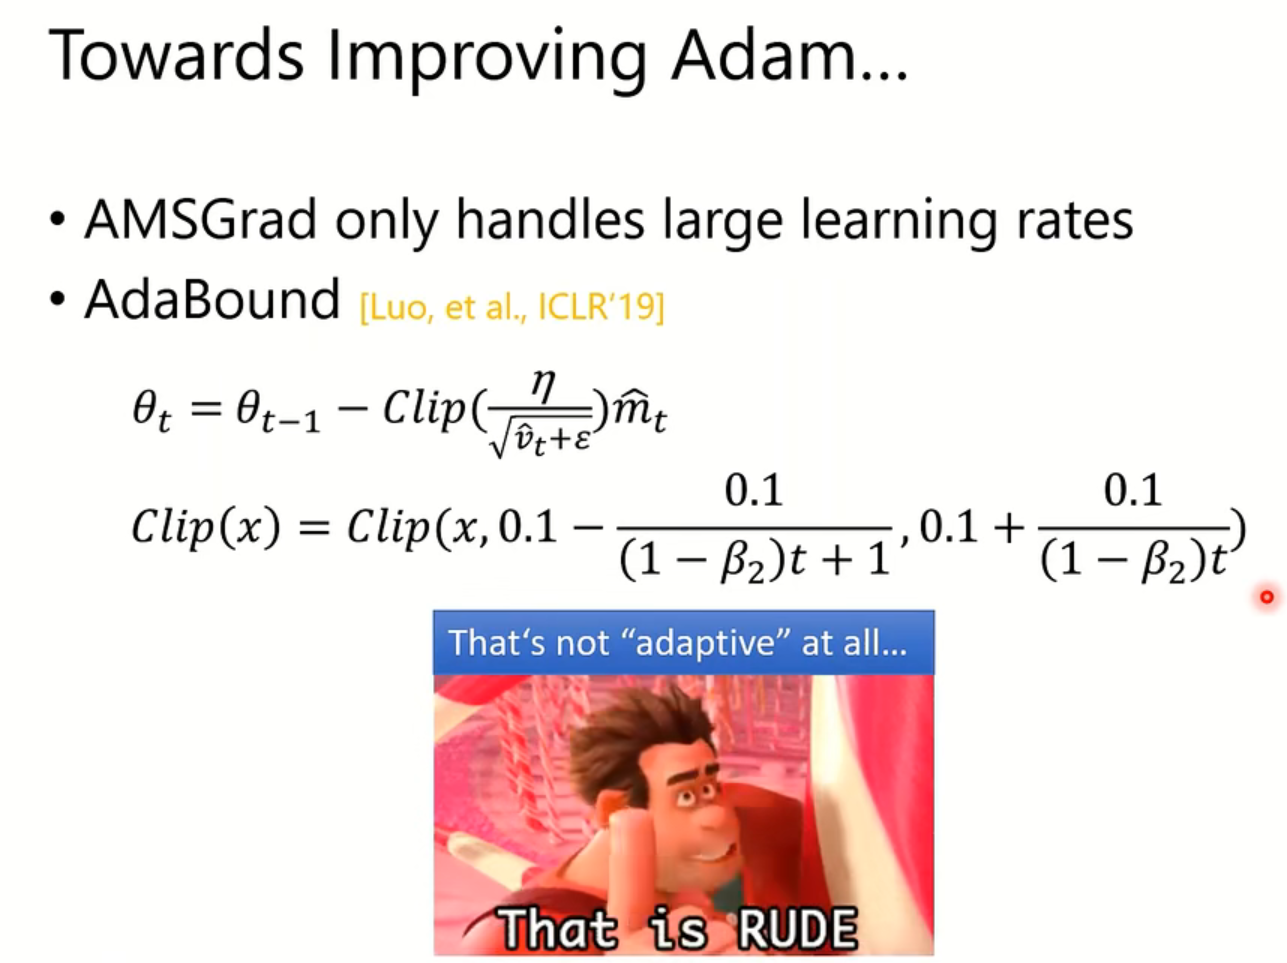 Towards Improving Adam...
• AMSGrad only handles large learning rates
• AdaBound [Luo, et al., ICLR'19]
θ_t = θ_{t−1} − Clip(η/√(v̂_t+ε))m̂_t
Clip(x) = Clip(x, 0.1 − 0.1/((1 − β₂)t + 1), 0.1 + 0.1/((1 − β₂)t))
That‘s not “adaptive” at all...
That is RUDE